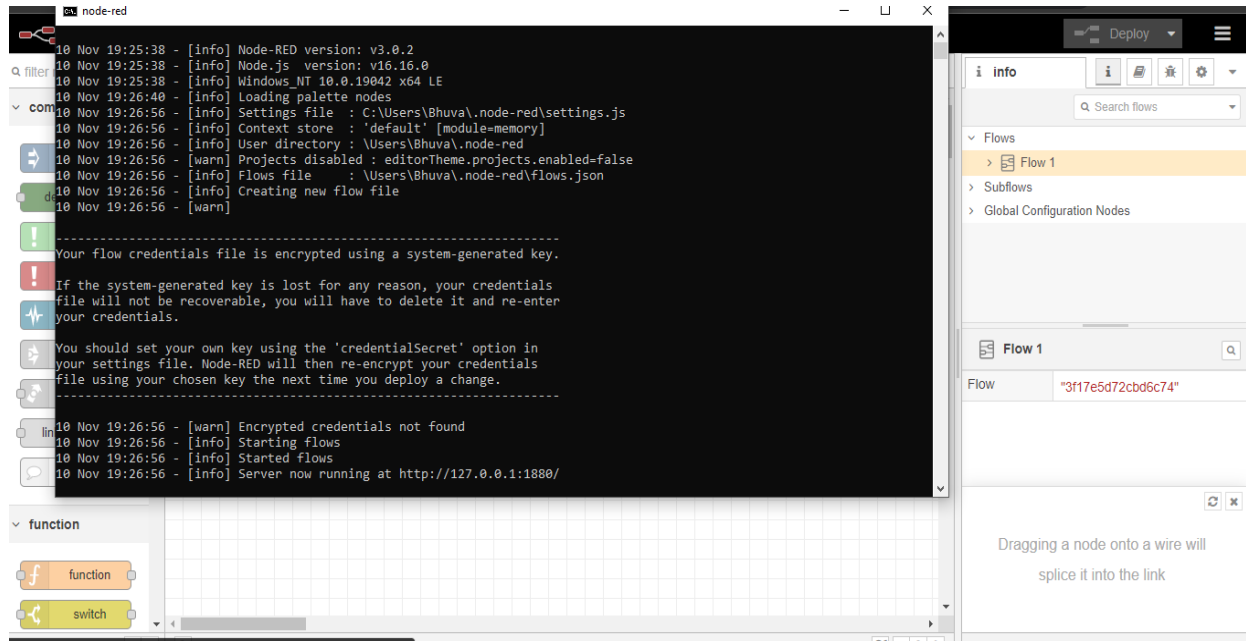 node-red
10 Nov 19:25:38 - [info] Node-RED version: v3.0.2
10 Nov 19:25:38 - [info] Node.js  version: v16.16.0
10 Nov 19:25:38 - [info] Windows_NT 10.0.19042 x64 LE
10 Nov 19:26:40 - [info] Loading palette nodes
10 Nov 19:26:56 - [info] Settings file  : C:\Users\Bhuva\.node-red\settings.js
10 Nov 19:26:56 - [info] Context store  : 'default' [module=memory]
10 Nov 19:26:56 - [info] User directory : \Users\Bhuva\.node-red
10 Nov 19:26:56 - [warn] Projects disabled : editorTheme.projects.enabled=false
10 Nov 19:26:56 - [info] Flows file     : \Users\Bhuva\.node-red\flows.json
10 Nov 19:26:56 - [info] Creating new flow file
10 Nov 19:26:56 - [warn]
---------------------------------------------------------------------
Your flow credentials file is encrypted using a system-generated key.
If the system-generated key is lost for any reason, your credentials
file will not be recoverable, you will have to delete it and re-enter
your credentials.
You should set your own key using the 'credentialSecret' option in
your settings file. Node-RED will then re-encrypt your credentials
file using your chosen key the next time you deploy a change.
---------------------------------------------------------------------
10 Nov 19:26:56 - [warn] Encrypted credentials not found
10 Nov 19:26:56 - [info] Starting flows
10 Nov 19:26:56 - [info] Started flows
10 Nov 19:26:56 - [info] Server now running at http://127.0.0.1:1880/
filter
com
de
lin
function
function
switch
Deploy
i info
Search flows
Flows
Flow 1
Subflows
Global Configuration Nodes
Flow 1
Flow "3f17e5d72cbd6c74"
Dragging a node onto a wire will
splice it into the link